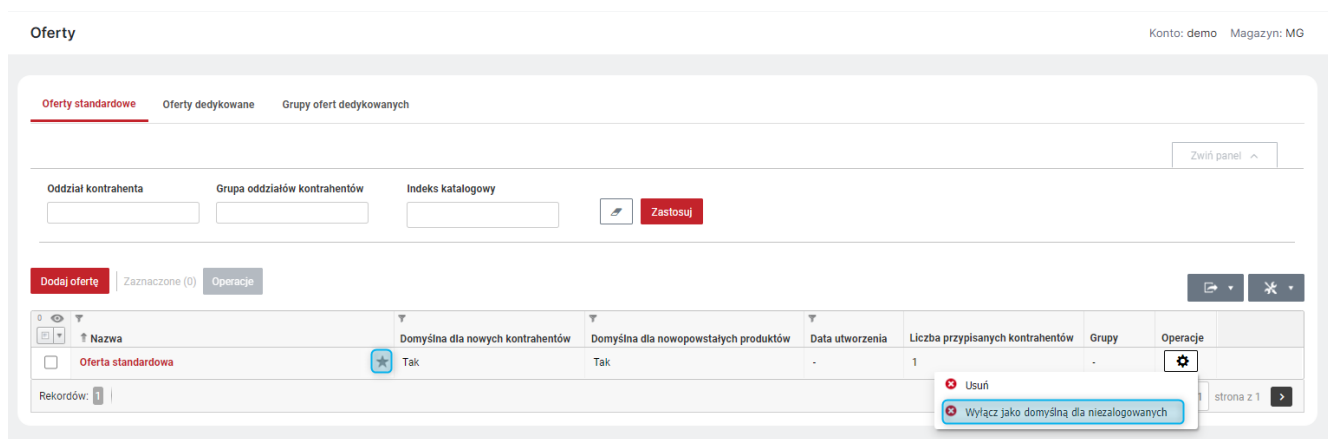 Oferty
Konto: demo Magazyn: MG
Oferty standardowe Oferty dedykowane Grupy ofert dedykowanych
Zwiń panel
Oddział kontrahenta Grupa oddziałów kontrahentów Indeks katalogowy
Zastosuj
Dodaj ofertę Zaznaczone (0) Operacje
0
Nazwa Domyślna dla nowych kontrahentów Domyślna dla nowopowstałych produktów Data utworzenia Liczba przypisanych kontrahentów Grupy Operacje
Oferta standardowa Tak Tak - 1 -
Usuń
Rekordów: 1 1 strona z 1
Wyłącz jako domyślną dla niezalogowanych